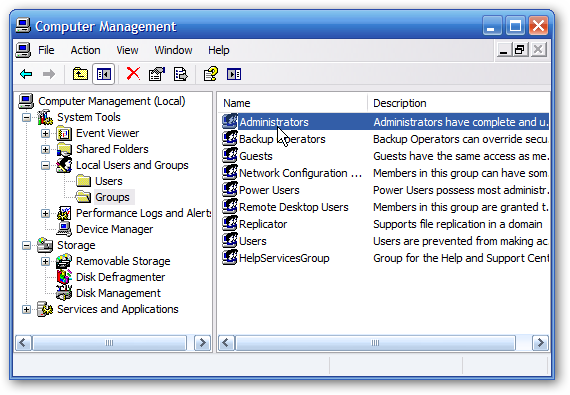 Computer Management
File Action View Window Help
Computer Management (Local)
System Tools
Event Viewer
Shared Folders
Local Users and Groups
Users
Groups
Performance Logs and Alerts
Device Manager
Storage
Removable Storage
Disk Defragmenter
Disk Management
Services and Applications
Name Description
Administrators Administrators have complete and u...
Backup Operators Backup Operators can override secu
Guests Guests have the same access as me...
Network Configuration ... Members in this group can have som
Power Users Power Users possess most administr...
Remote Desktop Users Members in this group are granted t...
Replicator Supports file replication in a domain
Users Users are prevented from making ac
HelpServicesGroup Group for the Help and Support Cent